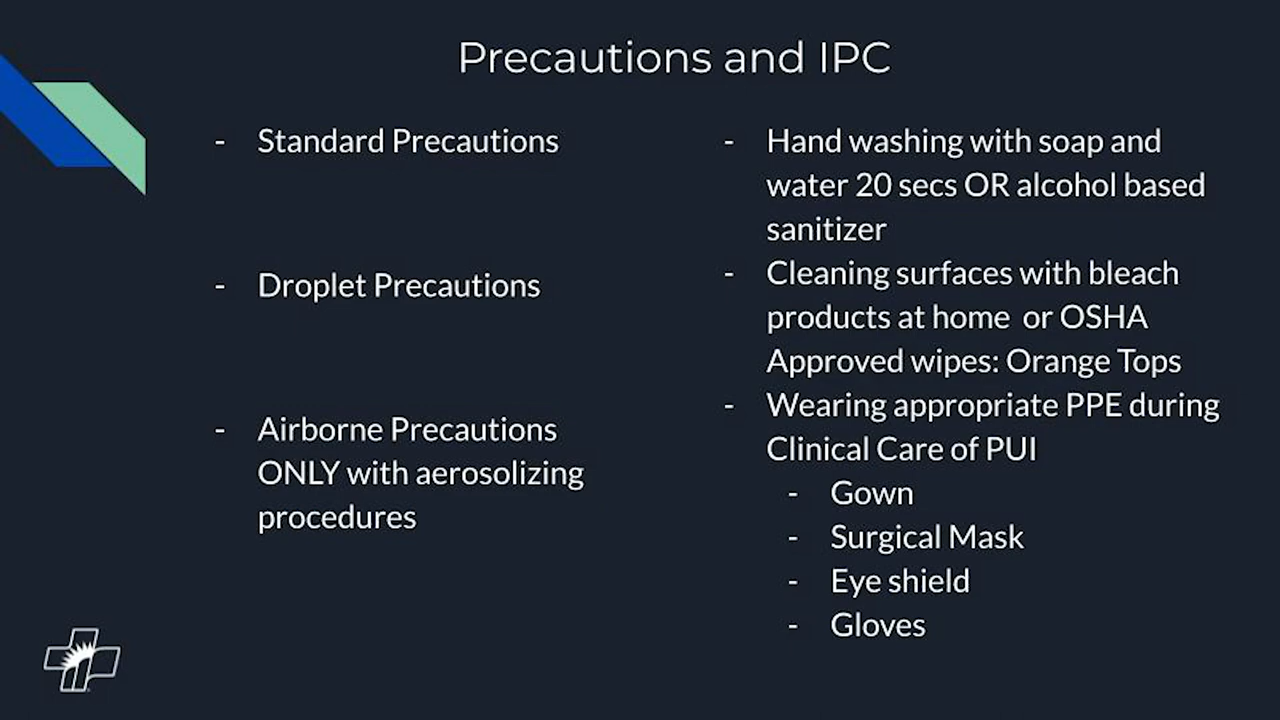 Precautions and IPC
- Standard Precautions
- Droplet Precautions
- Airborne Precautions
ONLY with aerosolizing
procedures
- Hand washing with soap and
water 20 secs OR alcohol based
sanitizer
- Cleaning surfaces with bleach
products at home or OSHA
Approved wipes: Orange Tops
- Wearing appropriate PPE during
Clinical Care of PUI
- Gown
- Surgical Mask
- Eye shield
- Gloves